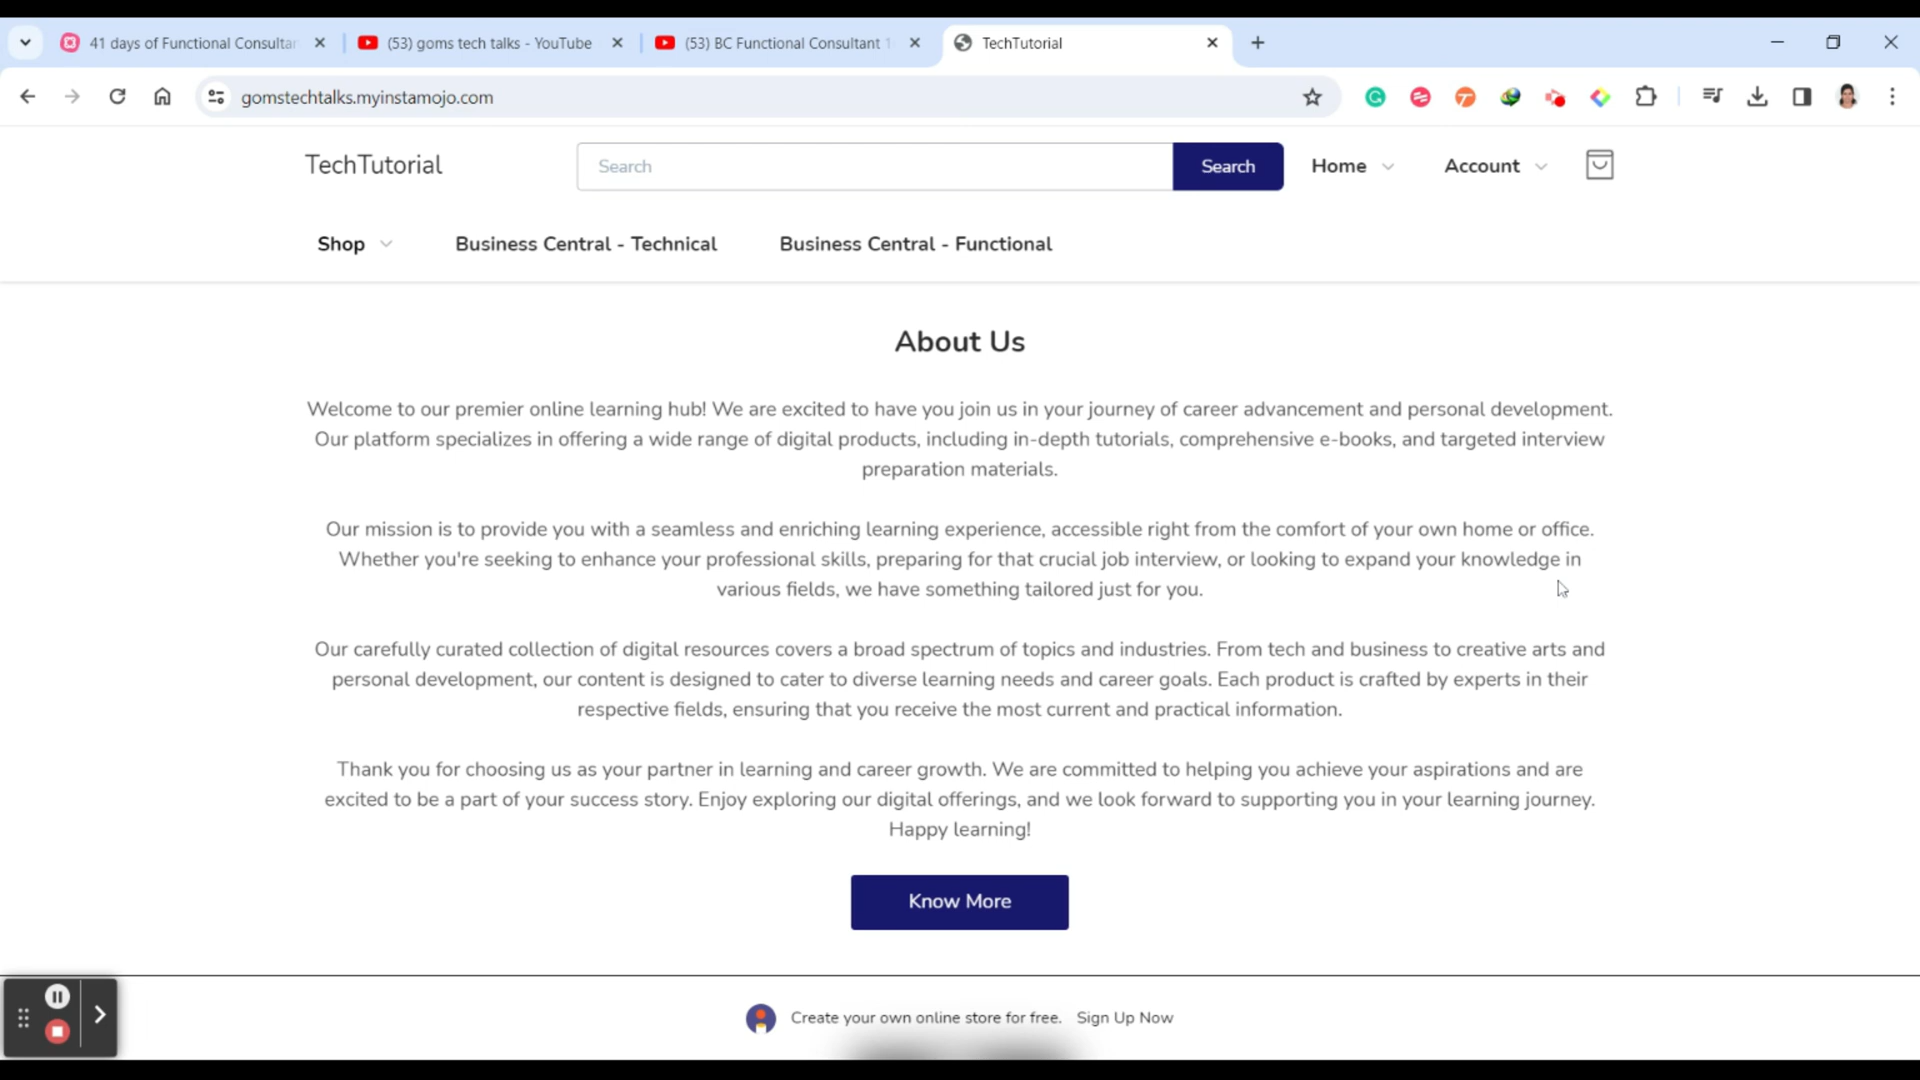 41 days of Functional Consultan
(53) goms tech talks - YouTube
(53) BC Functional Consultant 1
TechTutorial
gomstechtalks.myinstamojo.com
TechTutorial
Search
Search
Home
Account
Shop
Business Central - Technical
Business Central - Functional
About Us
Welcome to our premier online learning hub! We are excited to have you join us in your journey of career advancement and personal development.
Our platform specializes in offering a wide range of digital products, including in-depth tutorials, comprehensive e-books, and targeted interview
preparation materials.
Our mission is to provide you with a seamless and enriching learning experience, accessible right from the comfort of your own home or office.
Whether you're seeking to enhance your professional skills, preparing for that crucial job interview, or looking to expand your knowledge in
various fields, we have something tailored just for you.
Our carefully curated collection of digital resources covers a broad spectrum of topics and industries. From tech and business to creative arts and
personal development, our content is designed to cater to diverse learning needs and career goals. Each product is crafted by experts in their
respective fields, ensuring that you receive the most current and practical information.
Thank you for choosing us as your partner in learning and career growth. We are committed to helping you achieve your aspirations and are
excited to be a part of your success story. Enjoy exploring our digital offerings, and we look forward to supporting you in your learning journey.
Happy learning!
Know More
Create your own online store for free. Sign Up Now